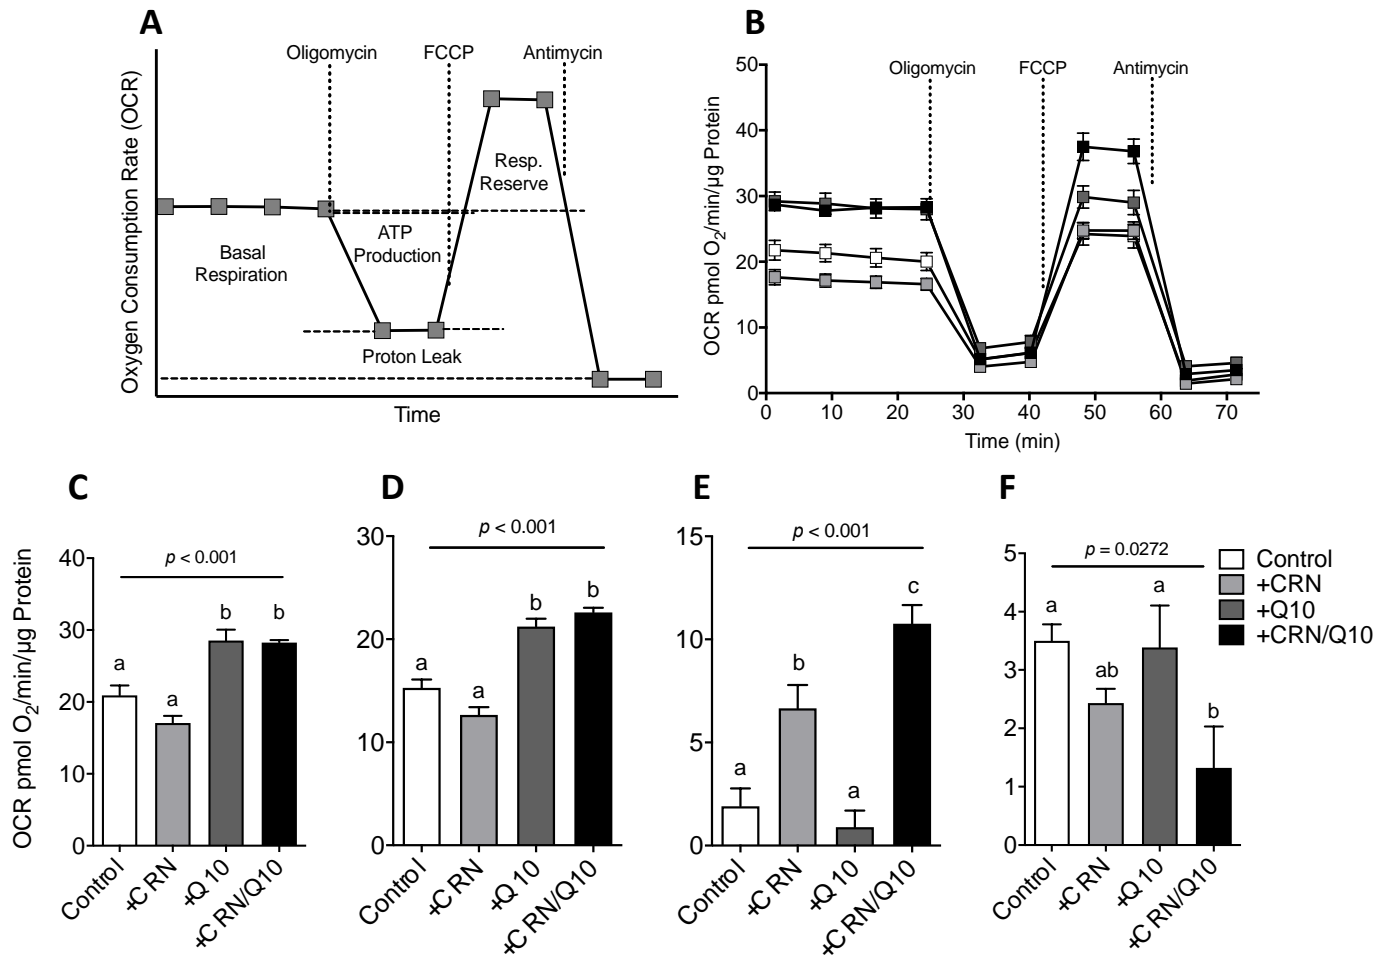 A
Oligomycin FCCP Antimycin
Oxygen Consumption Rate (OCR)
Resp.
Reserve
ATP
Production
Basal
Respiration
Proton Leak
Time
B
50
40
30
20
10
0
Oligomycin FCCP Antimycin
OCR pmol O₂/min/µg Protein
0 10 20 30 40 50 60 70
Time (min)
C
OCR pmol O₂/min/µg Protein
40
30
20
10
0
p < 0.001
a a b b
Control +CRN +Q10 +CRN/Q10
D
30
20
10
0
p < 0.001
a a b b
Control +CRN +Q10 +CRN/Q10
E
15
10
5
0
p < 0.001
a b a c
Control +CRN +Q10 +CRN/Q10
F
5
4
3
2
1
0
p = 0.0272
a ab a b
Control +CRN +Q10 +CRN/Q10
Control
+CRN
+Q10
+CRN/Q10